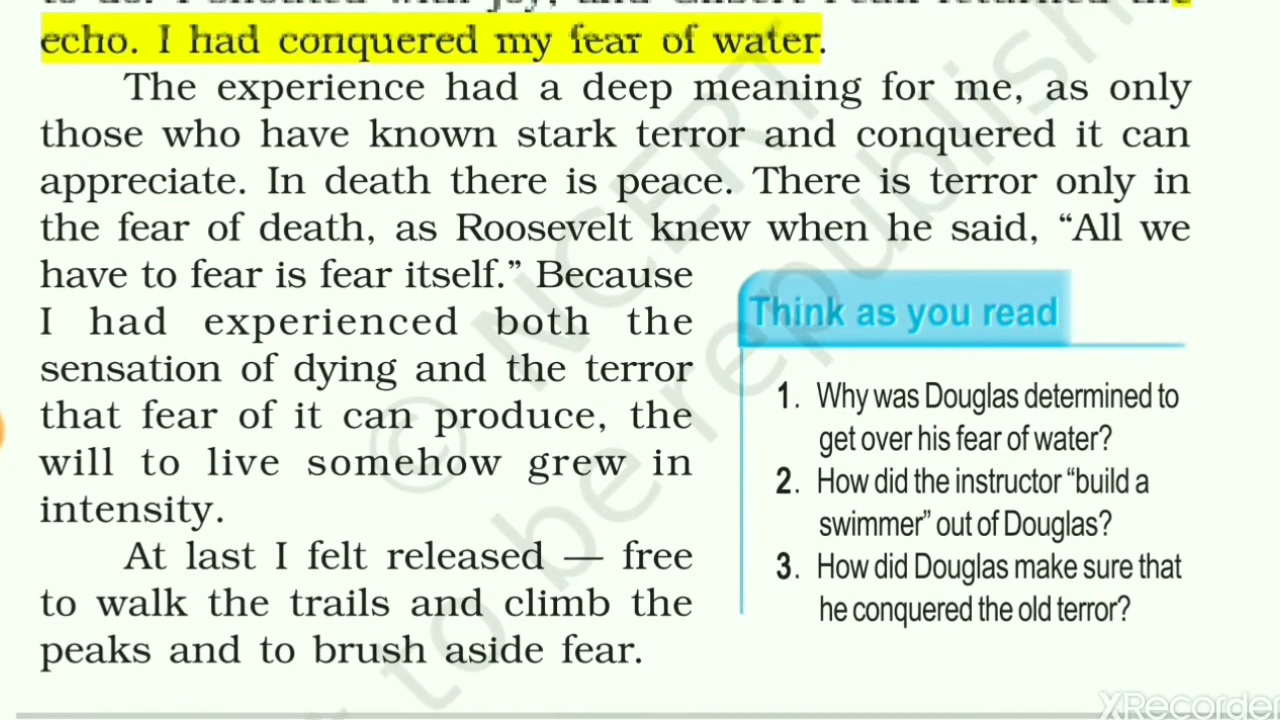 echo. I had conquered my fear of water.
The experience had a deep meaning for me, as only
those who have known stark terror and conquered it can
appreciate. In death there is peace. There is terror only in
the fear of death, as Roosevelt knew when he said, “All we
have to fear is fear itself.” Because
I had experienced both the
sensation of dying and the terror
that fear of it can produce, the
will to live somehow grew in
intensity.
At last I felt released — free
to walk the trails and climb the
peaks and to brush aside fear.
Think as you read
1. Why was Douglas determined to
get over his fear of water?
2. How did the instructor “build a
swimmer” out of Douglas?
3. How did Douglas make sure that
he conquered the old terror?
© NCERT
to be republish
XRecorder